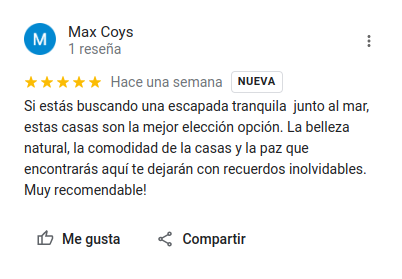 M
Max Coys
1 reseña
Hace una semana NUEVA
Si estás buscando una escapada tranquila junto al mar,
estas casas son la mejor elección opción. La belleza
natural, la comodidad de la casas y la paz que
encontrarás aquí te dejarán con recuerdos inolvidables.
Muy recomendable!
Me gusta Compartir